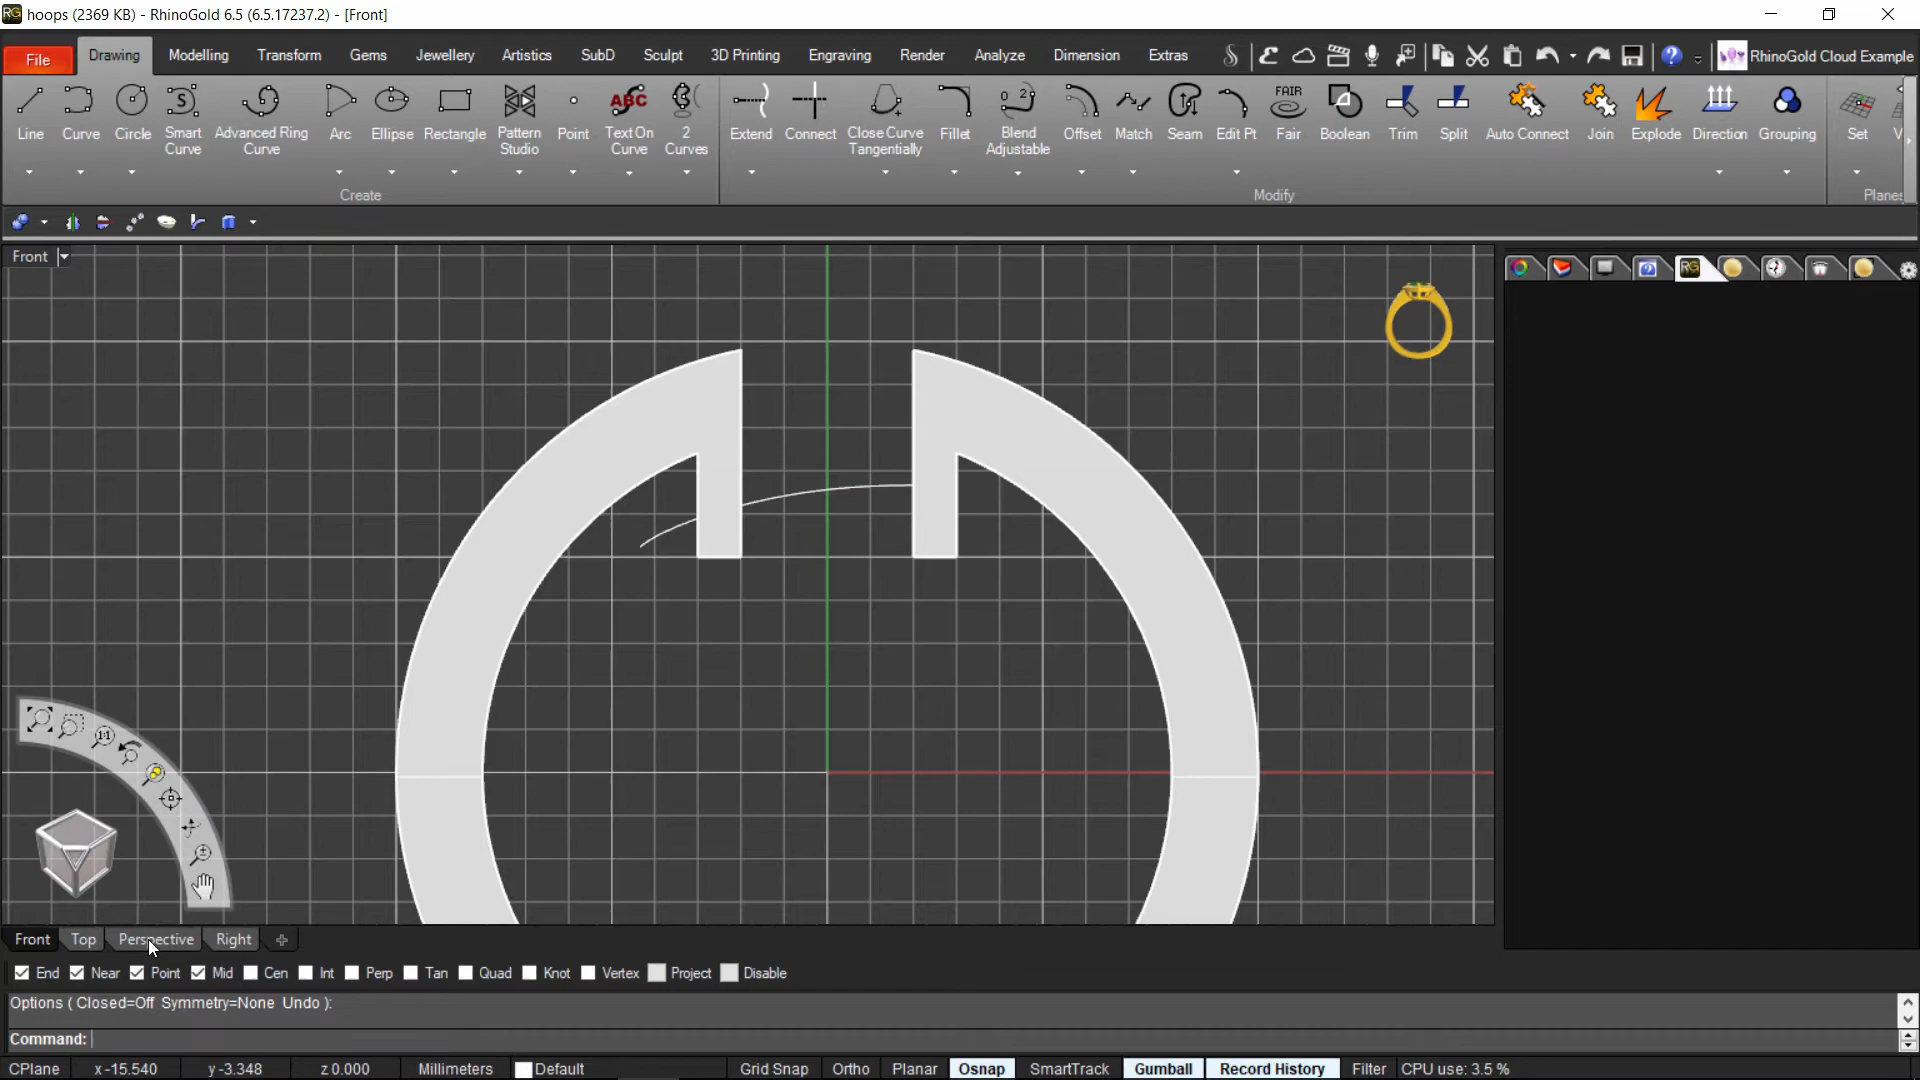 hoops (2369 KB) - RhinoGold 6.5 (6.5.17237.2) - [Front]
File Drawing Modelling Transform Gems Jewellery Artistics SubD Sculpt 3D Printing Engraving Render Analyze Dimension Extras RhinoGold Cloud Example
Line Curve Circle Smart Curve Advanced Ring Curve Arc Ellipse Rectangle Pattern Studio Point Text On Curve 2 Curves Extend Connect Close Curve Tangentially Fillet Blend Adjustable Offset Match Seam Edit Pt Fair Boolean Trim Split Auto Connect Join Explode Direction Grouping Set
Create Modify Planes
Front
Front Top Perspective Right
End Near Point Mid Cen Int Perp Tan Quad Knot Vertex Project Disable
Options ( Closed=Off Symmetry=None Undo ):
Command:
CPlane x -15.540 y -3.348 z 0.000 Millimeters Default Grid Snap Ortho Planar Osnap SmartTrack Gumball Record History Filter CPU use: 3.5 %